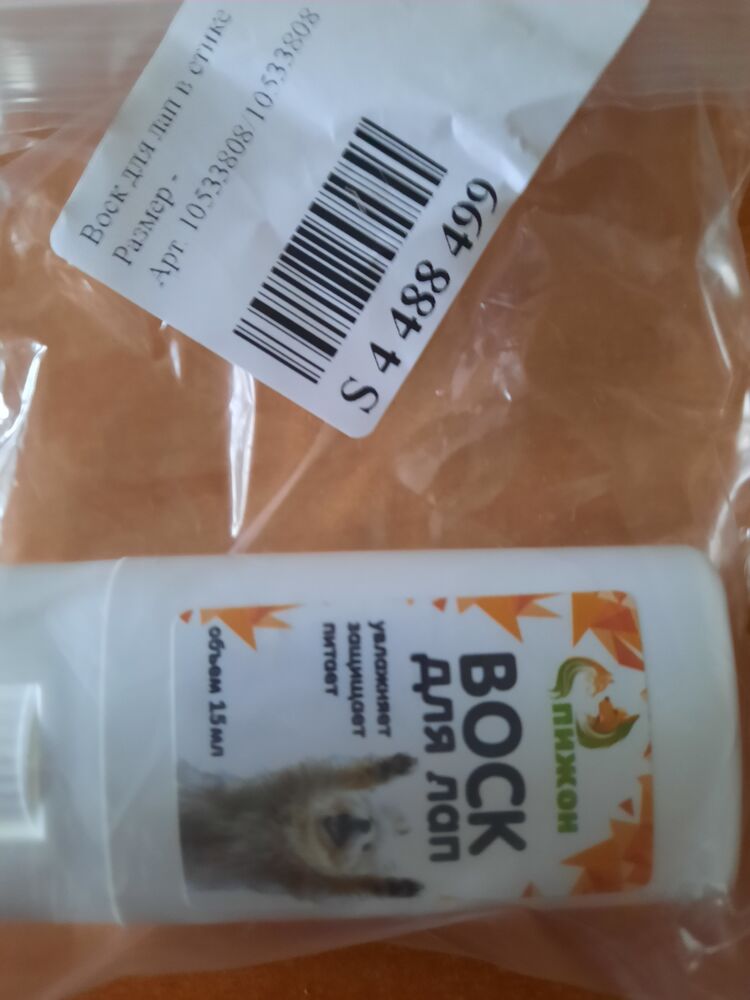 Воск для лап в стике
Размер -
Арт. 10533808/10533808
S 4 488 499
ПИЖОН
ВОСК
ДЛЯ ЛАП
увлажняет
защищает
питает
объем 15 мл